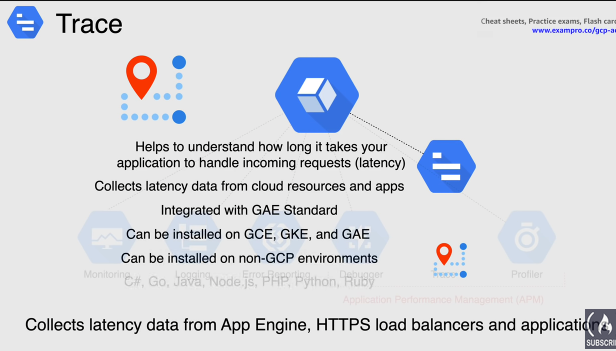 Trace
Cheat sheets, Practice exams, Flash car
www.exampro.co/gcp-a
Helps to understand how long it takes your
application to handle incoming requests (latency)
Collects latency data from cloud resources and apps
Integrated with GAE Standard
Can be installed on GCE, GKE, and GAE
Can be installed on non-GCP environments
Monitoring
Logging
Error Reporting
Debugger
Profiler
C#, Go, Java, Node.js, PHP, Python, Ruby
Application Performance Management (APM)
Collects latency data from App Engine, HTTPS load balancers and applications
SUBSCRI